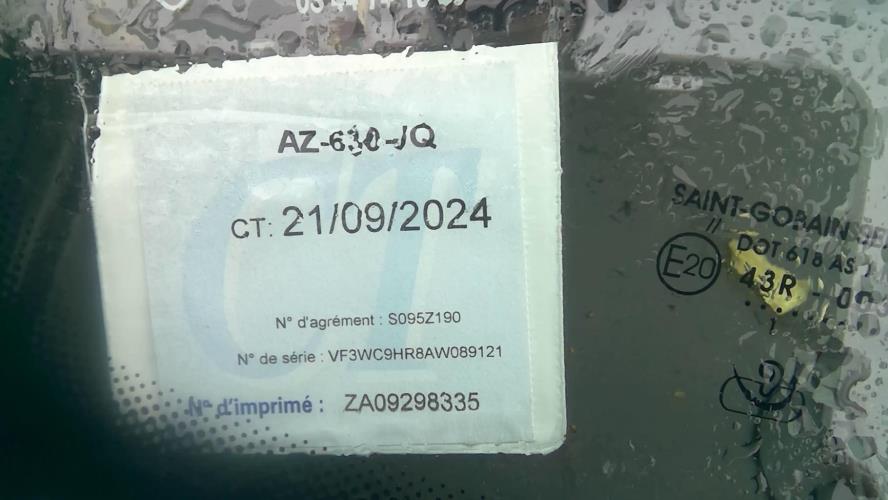 AZ-630-JQ
CT: 21/09/2024
N° d'agrément : S095Z190
N° de série : VF3WC9HR8AW089121
N° d'imprimé : ZA09298335
SAINT-GOBAIN
E20
DOT 618 AS
43R - 00